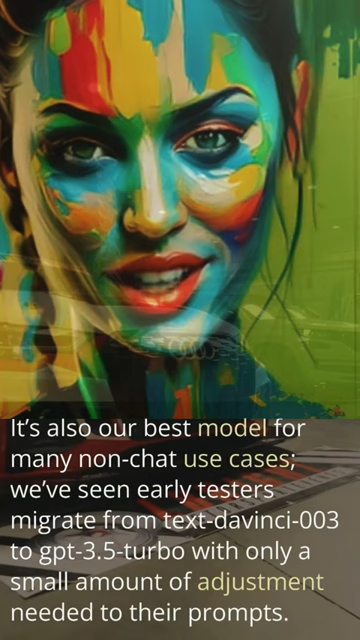 It’s also our best model for
many non-chat use cases;
we’ve seen early testers
migrate from text-davinci-003
to gpt-3.5-turbo with only a
small amount of adjustment
needed to their prompts.